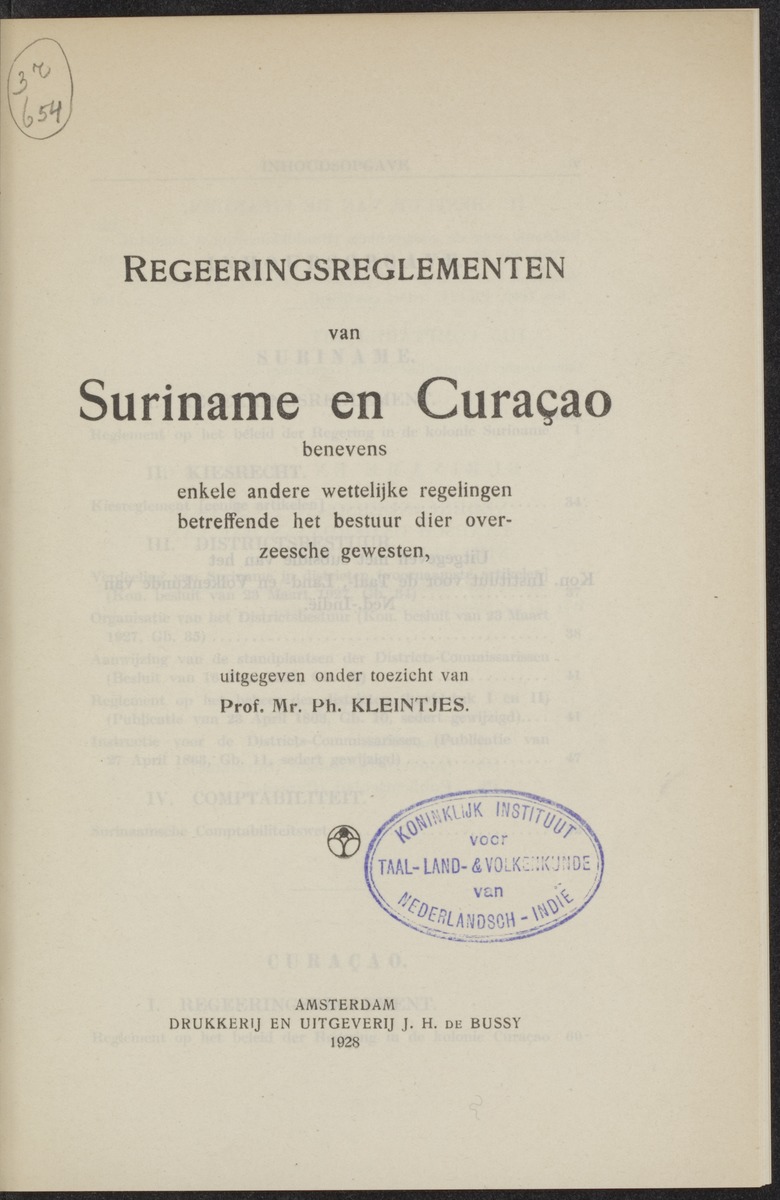 37
654
REGEERINGSREGLEMENTEN
van
Suriname en Curaçao
benevens
enkele andere wettelijke regelingen
betreffende het bestuur dier over-
zeesche gewesten,
uitgegeven onder toezicht van
Prof. Mr. Ph. KLEINTJES.
KONINKLIJK INSTITUUT
voor
TAAL-LAND-&VOLKENKUNDE
van
NEDERLANDSCH-INDIË
AMSTERDAM
DRUKKERIJ EN UITGEVERIJ J. H. DE BUSSY
1928